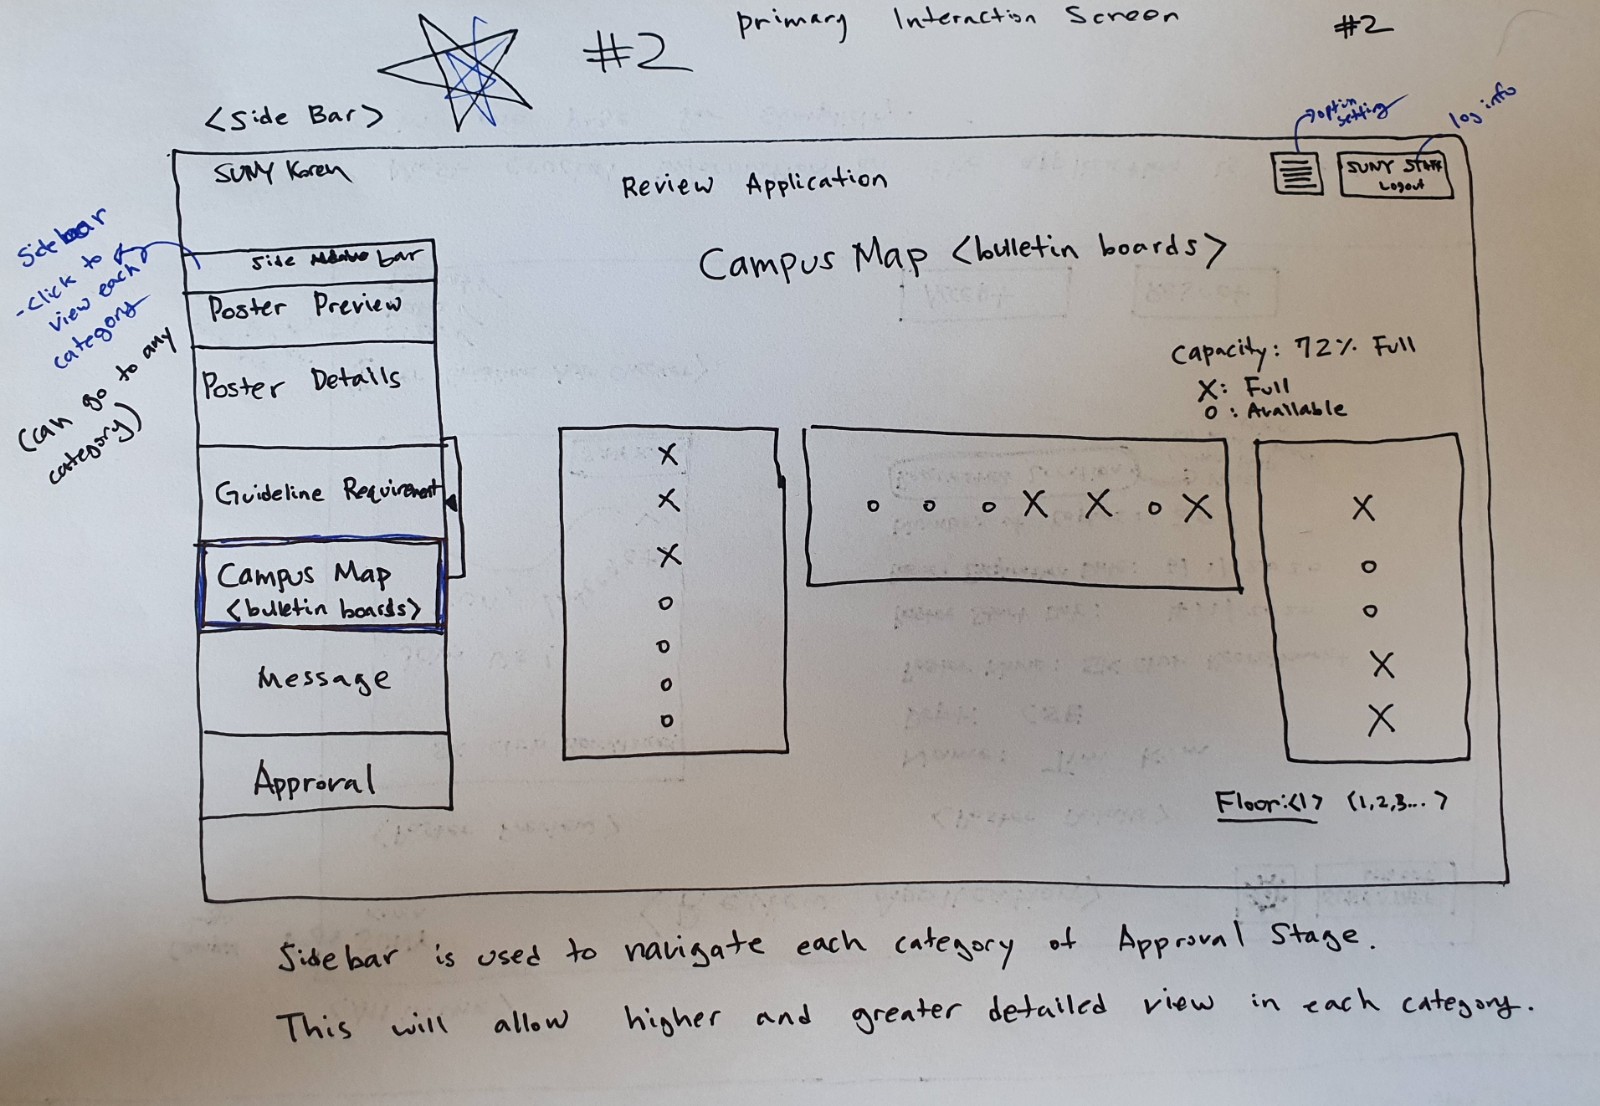 primary Interaction Screen
#2
#2
<Side Bar>
option
setting
log info
SUNY Korea
Review Application
SUNY Staff
Logout
Sidebar
-Click to
view each
category
(can go to any
category)
Side bar
Poster Preview
Poster Details
Guideline Requirement
Campus Map
<bulletin boards>
Message
Approval
Campus Map <bulletin boards>
Capacity: 72% Full
X: Full
o: Available
X
X
X
o
o
o
o
o o o X X o X
X
o
o
X
X
Floor:<1> <1,2,3...>
Sidebar is used to navigate each category of Approval Stage.
This will allow higher and greater detailed view in each category.